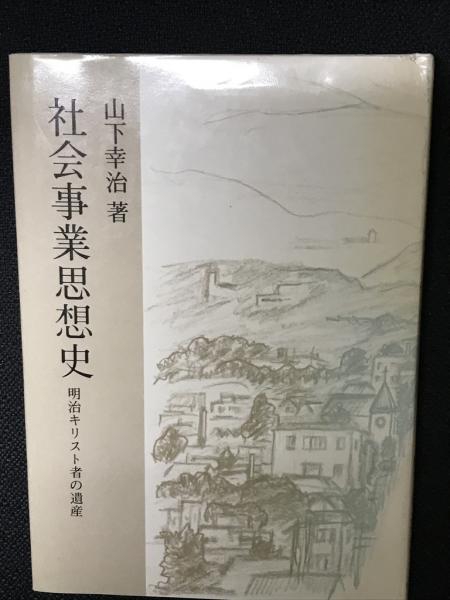 山下幸治 著
社会事業思想史
明治キリスト者の遺産